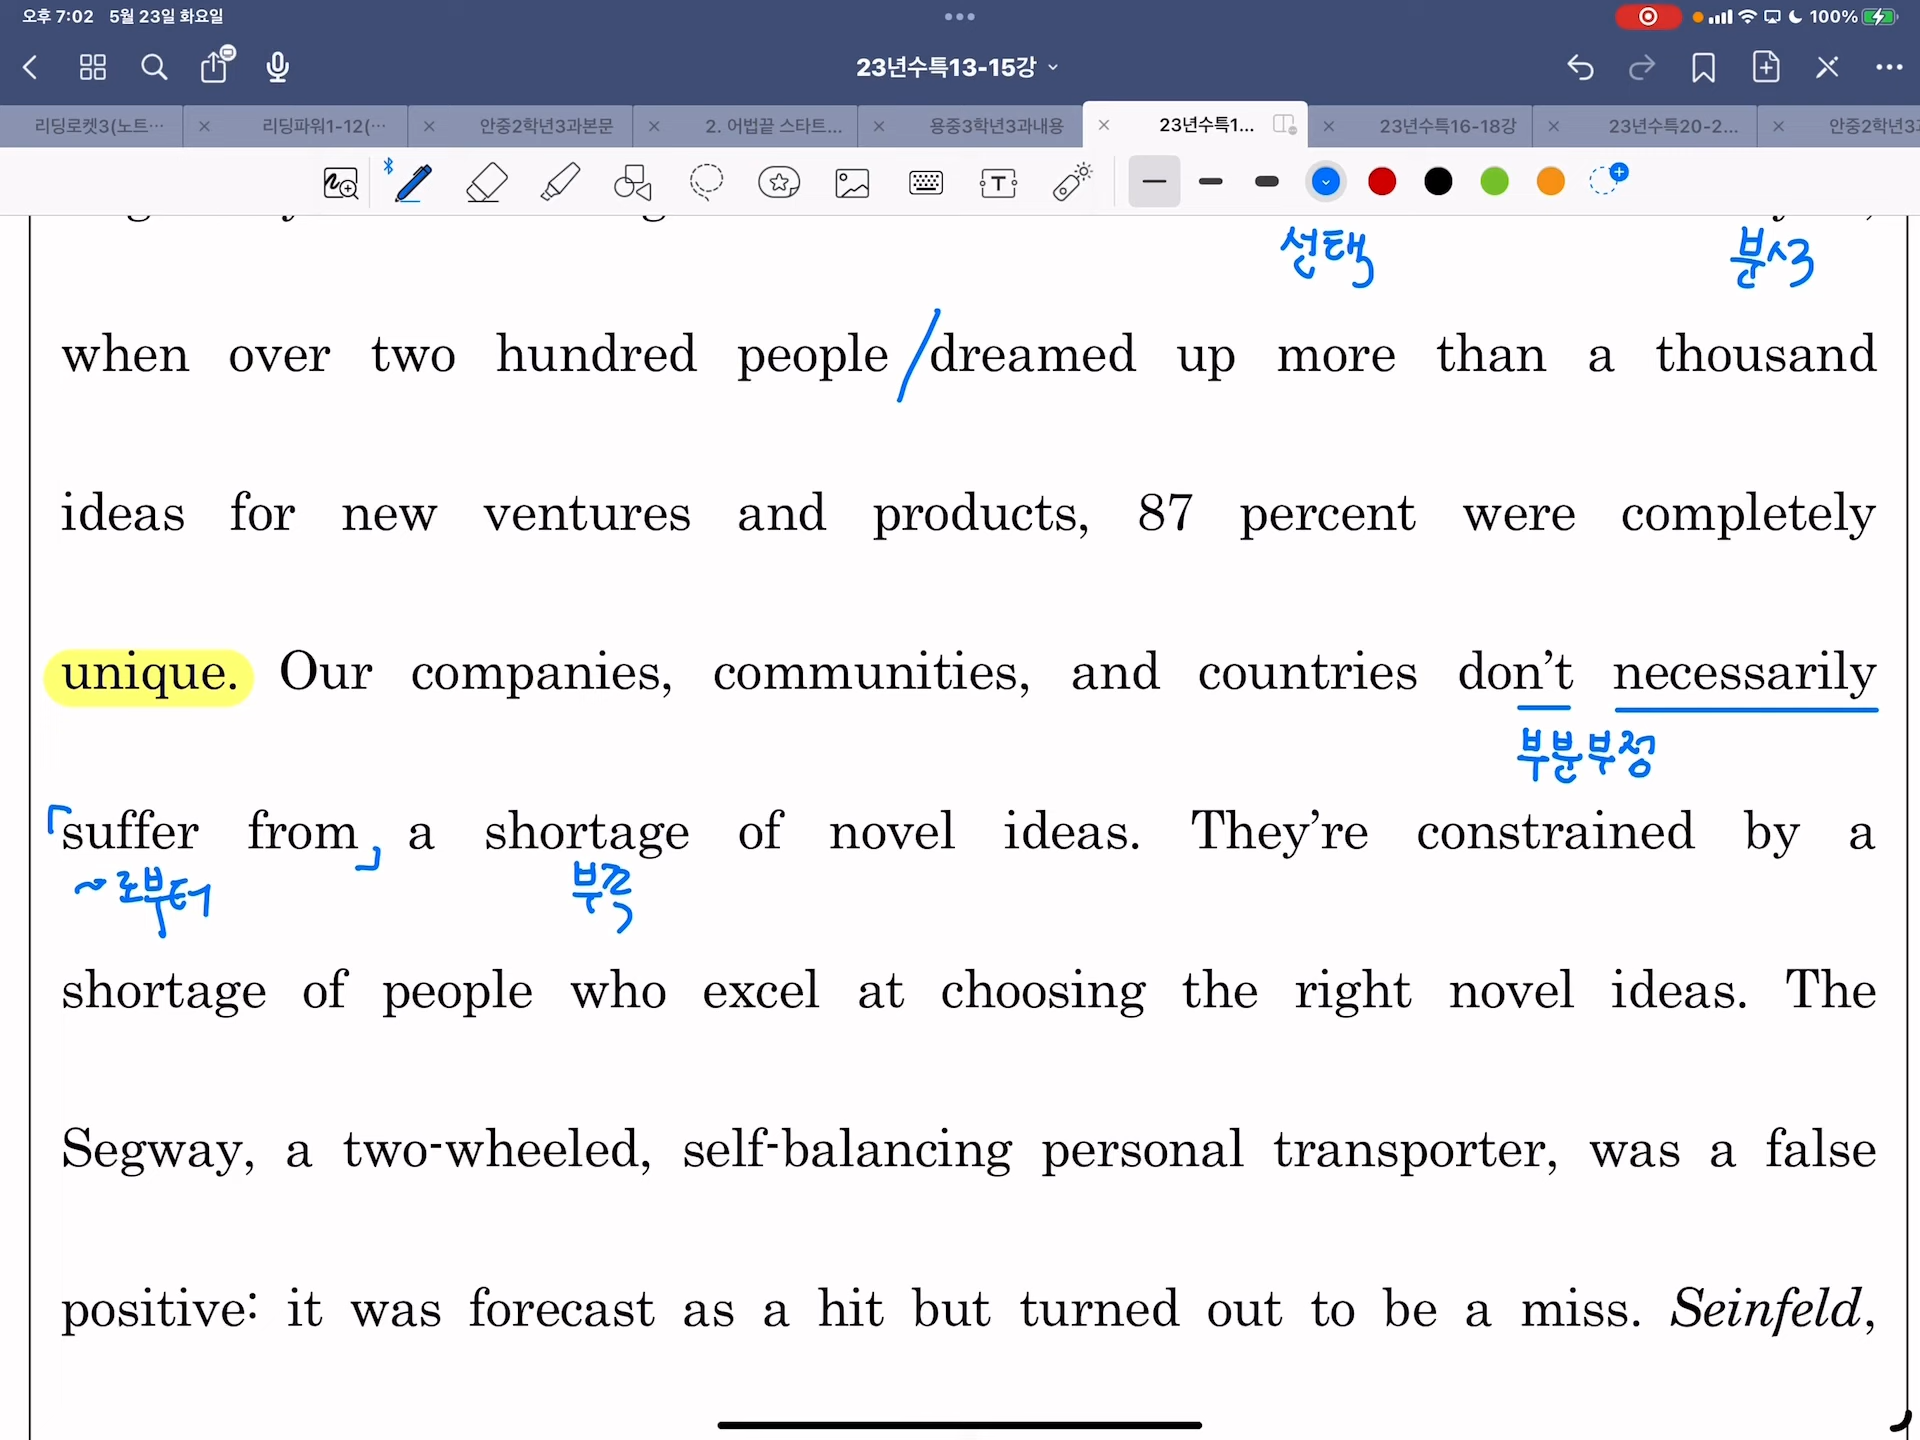 오후 7:02 5월 23일 화요일 100%
23년수특13-15강
리딩로켓3(노트… 리딩파워1-12(… 안중2학년3과본문 2. 어법끝 스타트... 용중3학년3과내용 23년수특1... 23년수특16-18강 23년수특20-2... 안중2학년3
선택 분석
when over two hundred people dreamed up more than a thousand
ideas for new ventures and products, 87 percent were completely
unique. Our companies, communities, and countries don't necessarily
부분부정
suffer from a shortage of novel ideas. They're constrained by a
~로부터 부족
shortage of people who excel at choosing the right novel ideas. The
Segway, a two-wheeled, self-balancing personal transporter, was a false
positive: it was forecast as a hit but turned out to be a miss. Seinfeld,